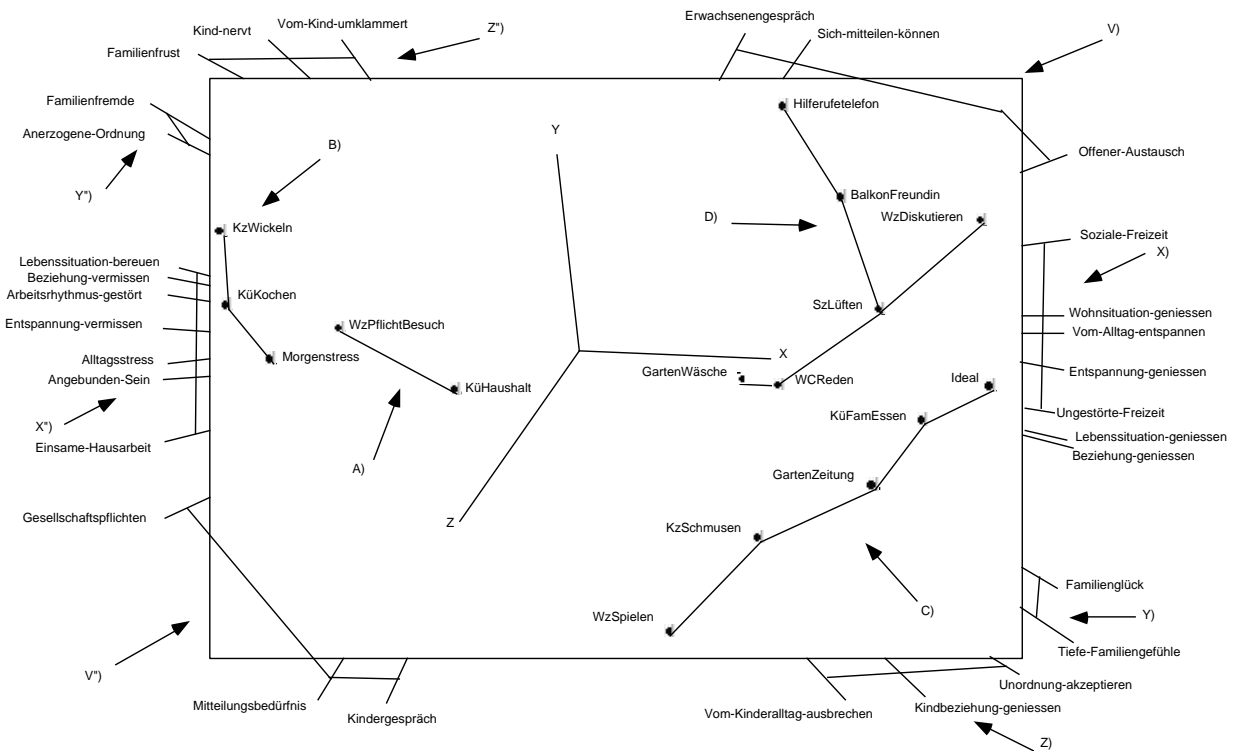 Erwachsenengespräch
Vom-Kind-umklammert
Kind-nervt
Z")
V)
Sich-mitteilen-können
Familienfrust
Familienfremde
Hilferufetelefon
Anerzogene-Ordnung
Y
B)
Offener-Austausch
Y")
BalkonFreundin
D)
WzDiskutieren
KzWickeln
Soziale-Freizeit
X)
Lebenssituation-bereuen
Beziehung-vermissen
Arbeitsrhythmus-gestört
KüKochen
SzLüften
Wohnsituation-geniessen
Entspannung-vermissen
WzPflichtBesuch
Vom-Alltag-entspannen
Alltagsstress
Morgenstress
X
GartenWäsche
Entspannung-geniessen
Angebunden-Sein
WCReden
Ideal
KüHaushalt
X")
KüFamEssen
Ungestörte-Freizeit
Einsame-Hausarbeit
Lebenssituation-geniessen
Beziehung-geniessen
A)
GartenZeitung
Gesellschaftspflichten
Z
KzSchmusen
Familienglück
C)
WzSpielen
Y)
Tiefe-Familiengefühle
V")
Unordnung-akzeptieren
Mitteilungsbedürfnis
Kindergespräch
Vom-Kinderalltag-ausbrechen
Kindbeziehung-geniessen
Z)